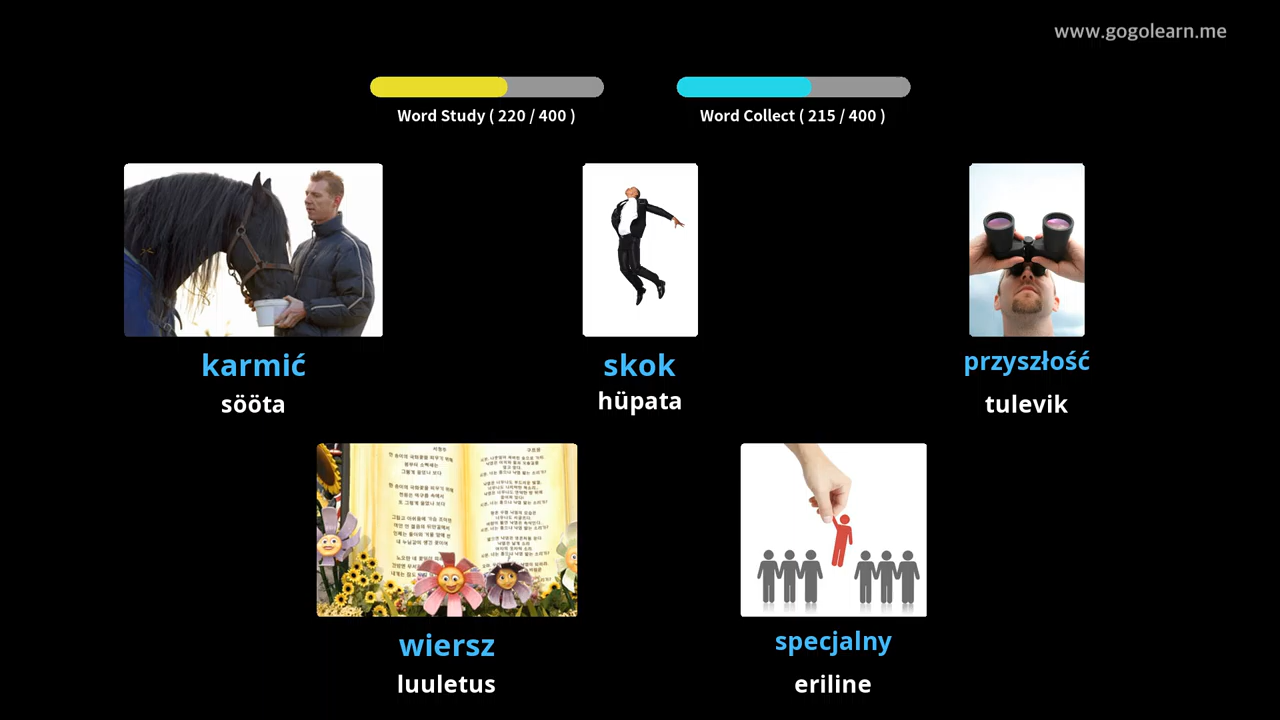 www.gogolearn.me
Word Study ( 220 / 400 )
Word Collect ( 215 / 400 )
karmić
sööta
skok
hüpata
przyszłość
tulevik
wiersz
luuletus
specjalny
eriline